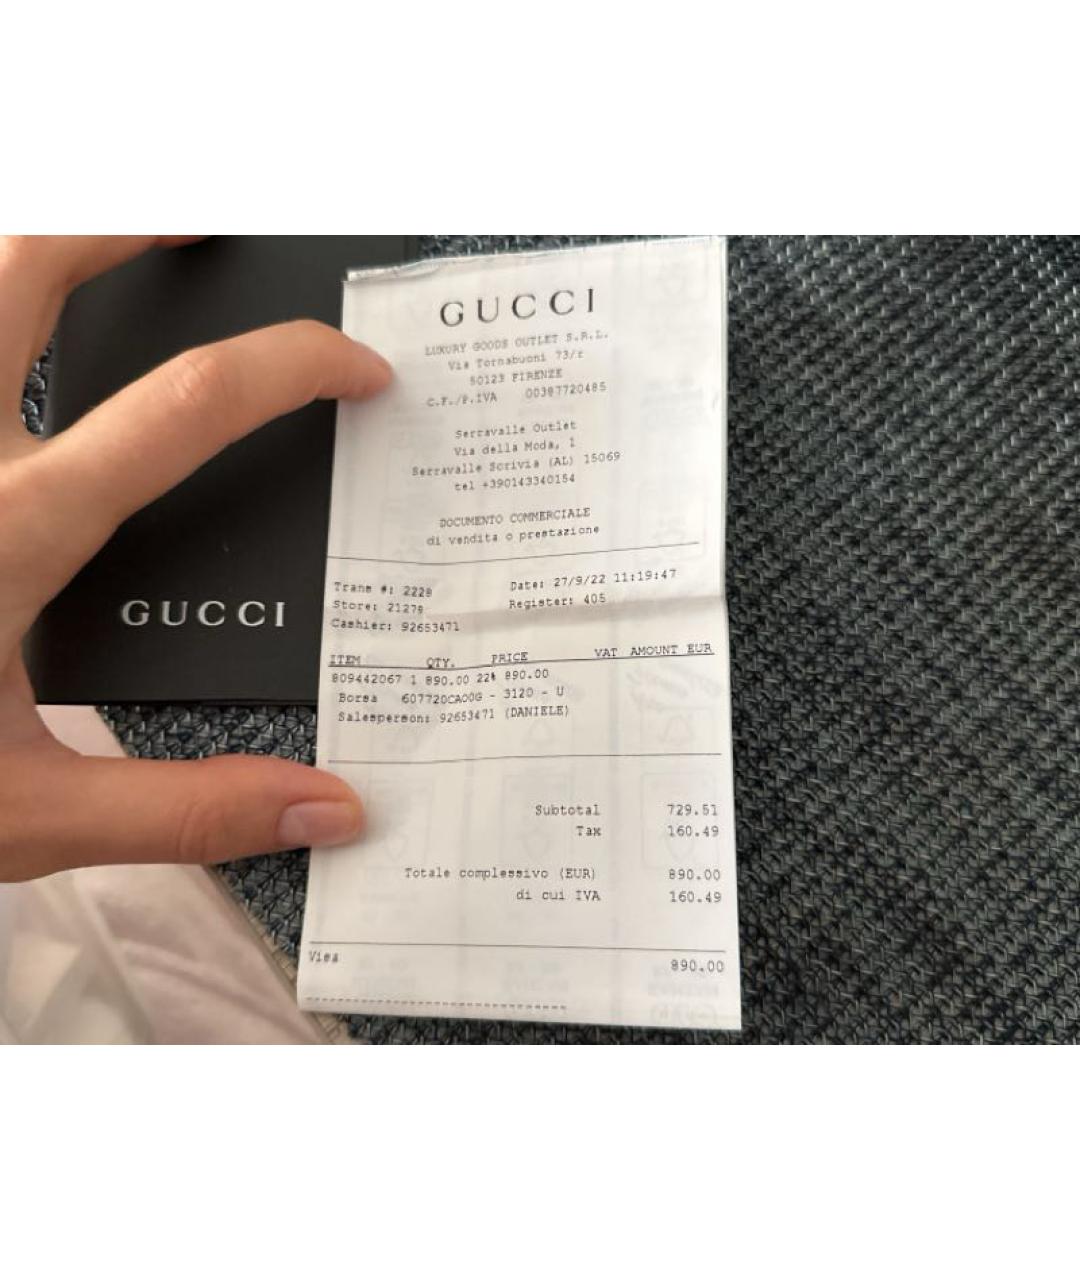 GUCCI
GUCCI
LUXURY GOODS OUTLET S.R.L.
Via Tornabuoni 73/r
50123 FIRENZE
C.F./P.IVA 00387720485
Serravalle Outlet
Via della Moda, 1
Serravalle Scrivia (AL) 15069
tel +390143340154
DOCUMENTO COMMERCIALE
di vendita o prestazione
Trans #: 2228
Date: 27/9/22 11:19:47
Store: 21278
Register: 405
Cashier: 92653471
ITEM QTY. PRICE VAT AMOUNT EUR
809442067 1 890.00 22% 890.00
Borsa 607720CAO0G - 3120 - U
Salesperson: 92653471 (DANIELE)
Subtotal 729.51
Tax 160.49
Totale complessivo (EUR) 890.00
di cui IVA 160.49
Visa 890.00